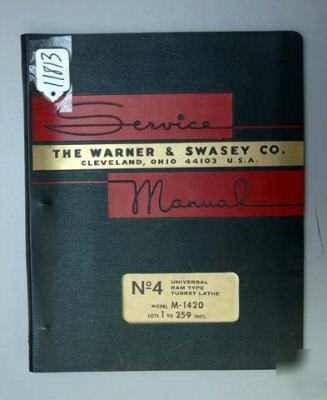 11813
Service
THE WARNER & SWASEY CO.
CLEVELAND, OHIO 44103 U.S.A.
Manual
Nº4 UNIVERSAL
RAM TYPE
TURRET LATHE
MODEL M-1420
LOTS 1 TO 259 INCL.